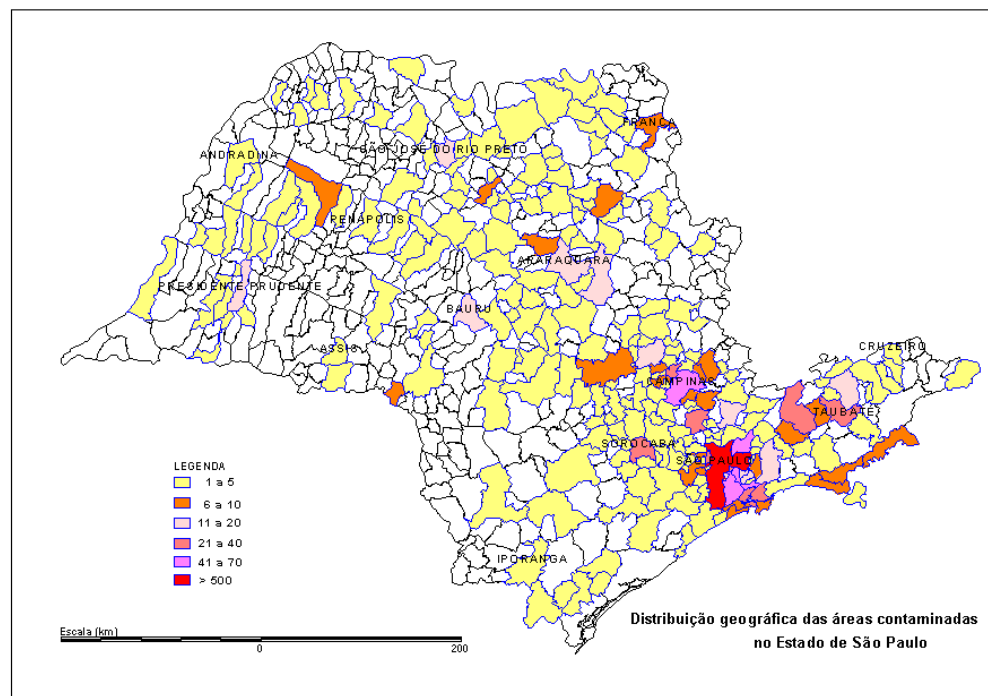 FRANCA
SÃO JOSÉ DO RIO PRETO
ANDRADINA
PENÁPOLIS
ARARAQUARA
PRESIDENTE PRUDENTE
BAURU
ASSIS
CRUZEIRO
CAMPINAS
TAUBATÉ
SOROCABA
SÃO PAULO
IPORANGA
LEGENDA
1 a 5
6 a 10
11 a 20
21 a 40
41 a 70
> 500
Distribuição geográfica das áreas contaminadas
no Estado de São Paulo
Escala (km)
0 200